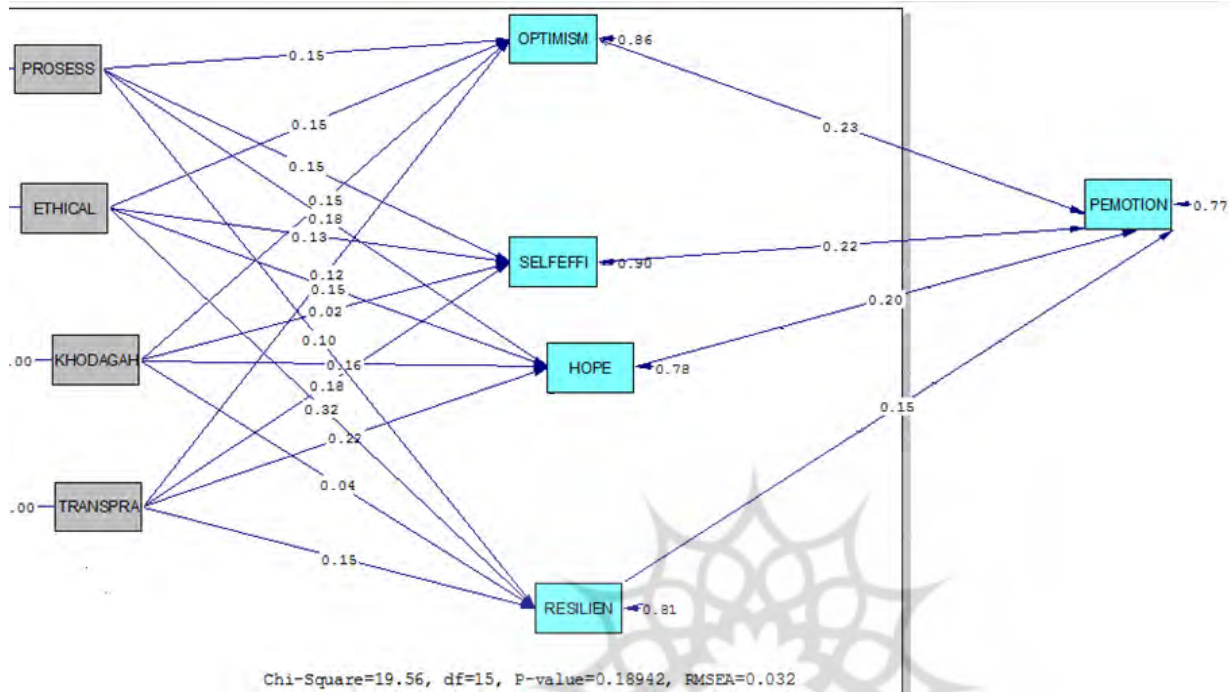 OPTIMISM
0.86
PROSESS
0.15
0.15
0.23
0.15
ETHICAL
PEMOTION
0.77
0.15
0.18
0.13
SELFEFFI
0.90
0.22
0.12
0.15
0.02
0.20
0.10
.00
KHODAGAH
0.16
HOPE
0.78
0.18
0.32
0.15
0.22
0.04
.00
TRANSPRA
0.15
RESILIEN
0.81
Chi-Square=19.56, df=15, P-value=0.18942, RMSEA=0.032